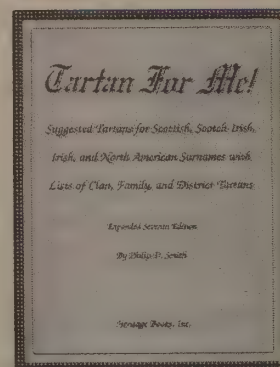 Tartan For Me!
Suggested Tartans for Scottish, Scotch-Irish,
Irish, and North American Surnames with
Lists of Clan, Family, and District Tartans
Expanded Seventh Edition
By Philip D. Smith
Heritage Books, Inc.